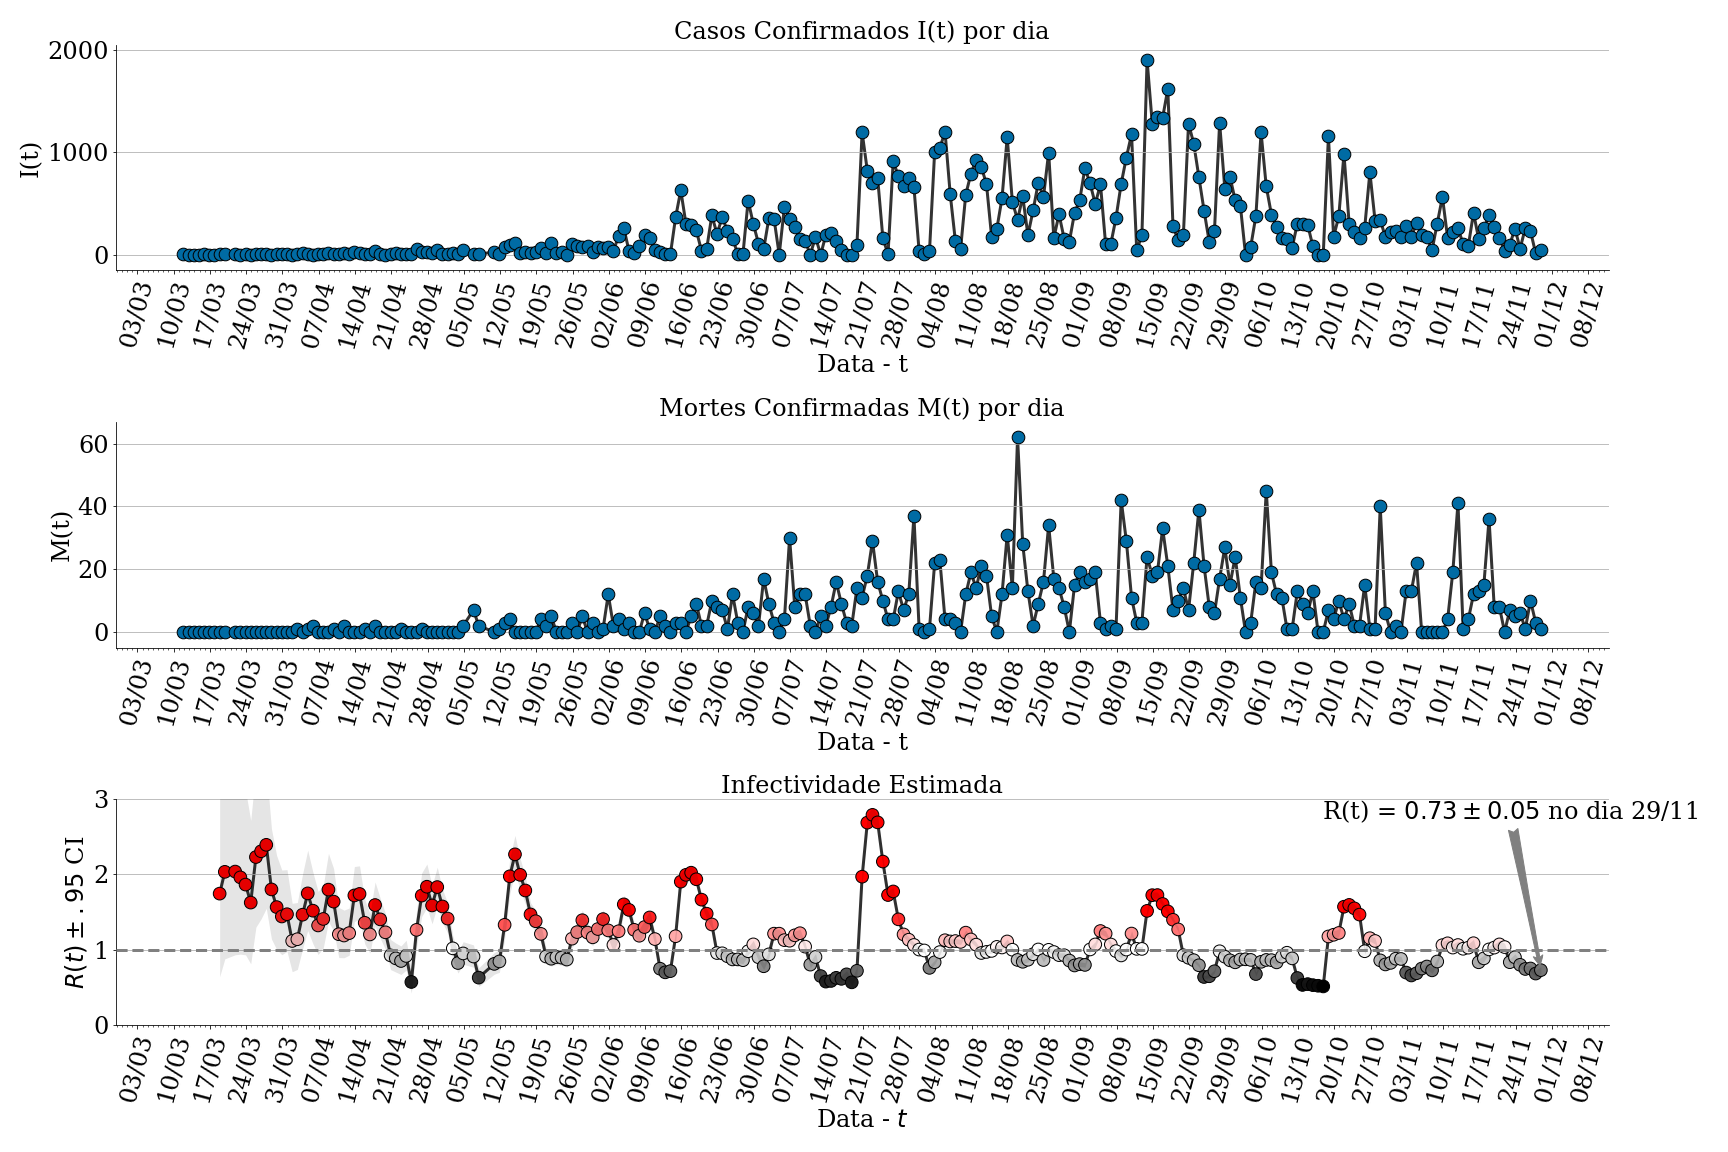 Casos Confirmados I(t) por dia
2000
1000
0
I(t)
03/03 10/03 17/03 24/03 31/03 07/04 14/04 21/04 28/04 05/05 12/05 19/05 26/05 02/06 09/06 16/06 23/06 30/06 07/07 14/07 21/07 28/07 04/08 11/08 18/08 25/08 01/09 08/09 15/09 22/09 29/09 06/10 13/10 20/10 27/10 03/11 10/11 17/11 24/11 01/12 08/12
Data - t
Mortes Confirmadas M(t) por dia
60
40
20
0
M(t)
03/03 10/03 17/03 24/03 31/03 07/04 14/04 21/04 28/04 05/05 12/05 19/05 26/05 02/06 09/06 16/06 23/06 30/06 07/07 14/07 21/07 28/07 04/08 11/08 18/08 25/08 01/09 08/09 15/09 22/09 29/09 06/10 13/10 20/10 27/10 03/11 10/11 17/11 24/11 01/12 08/12
Data - t
Infectividade Estimada
3
2
1
0
R(t) ± .95 CI
R(t) = 0.73 ± 0.05 no dia 29/11
03/03 10/03 17/03 24/03 31/03 07/04 14/04 21/04 28/04 05/05 12/05 19/05 26/05 02/06 09/06 16/06 23/06 30/06 07/07 14/07 21/07 28/07 04/08 11/08 18/08 25/08 01/09 08/09 15/09 22/09 29/09 06/10 13/10 20/10 27/10 03/11 10/11 17/11 24/11 01/12 08/12
Data - t